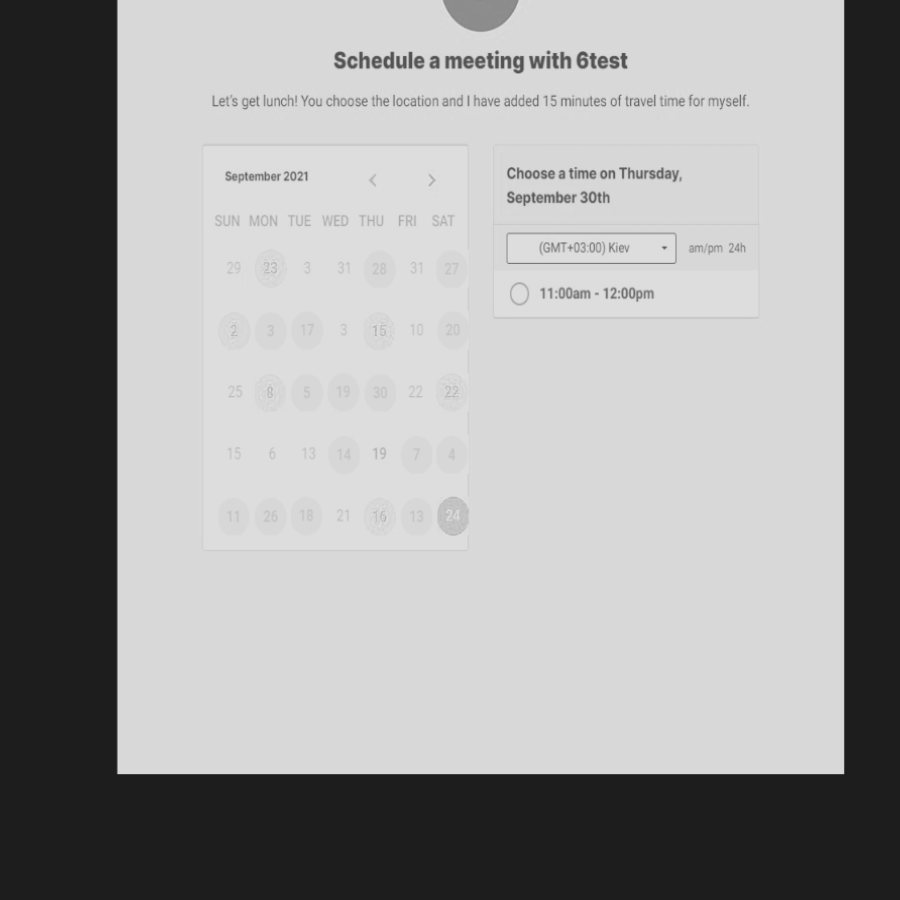 Schedule a meeting with 6test
Let's get lunch! You choose the location and I have added 15 minutes of travel time for myself.
September 2021
SUN MON TUE WED THU FRI SAT
29 23 3 31 28 31 27
2 3 17 3 15 10 20
25 8 5 19 30 22 22
15 6 13 14 19 7 4
11 26 18 21 16 13 24
Choose a time on Thursday,
September 30th
(GMT+03:00) Kiev am/pm 24h
11:00am - 12:00pm